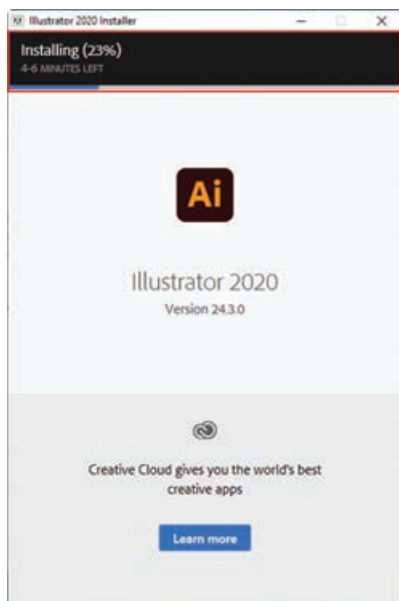 Illustrator 2020 Installer
Installing (23%)
4-6 MINUTES LEFT
Ai
Illustrator 2020
Version 24.3.0
Creative Cloud gives you the world's best
creative apps
Learn more